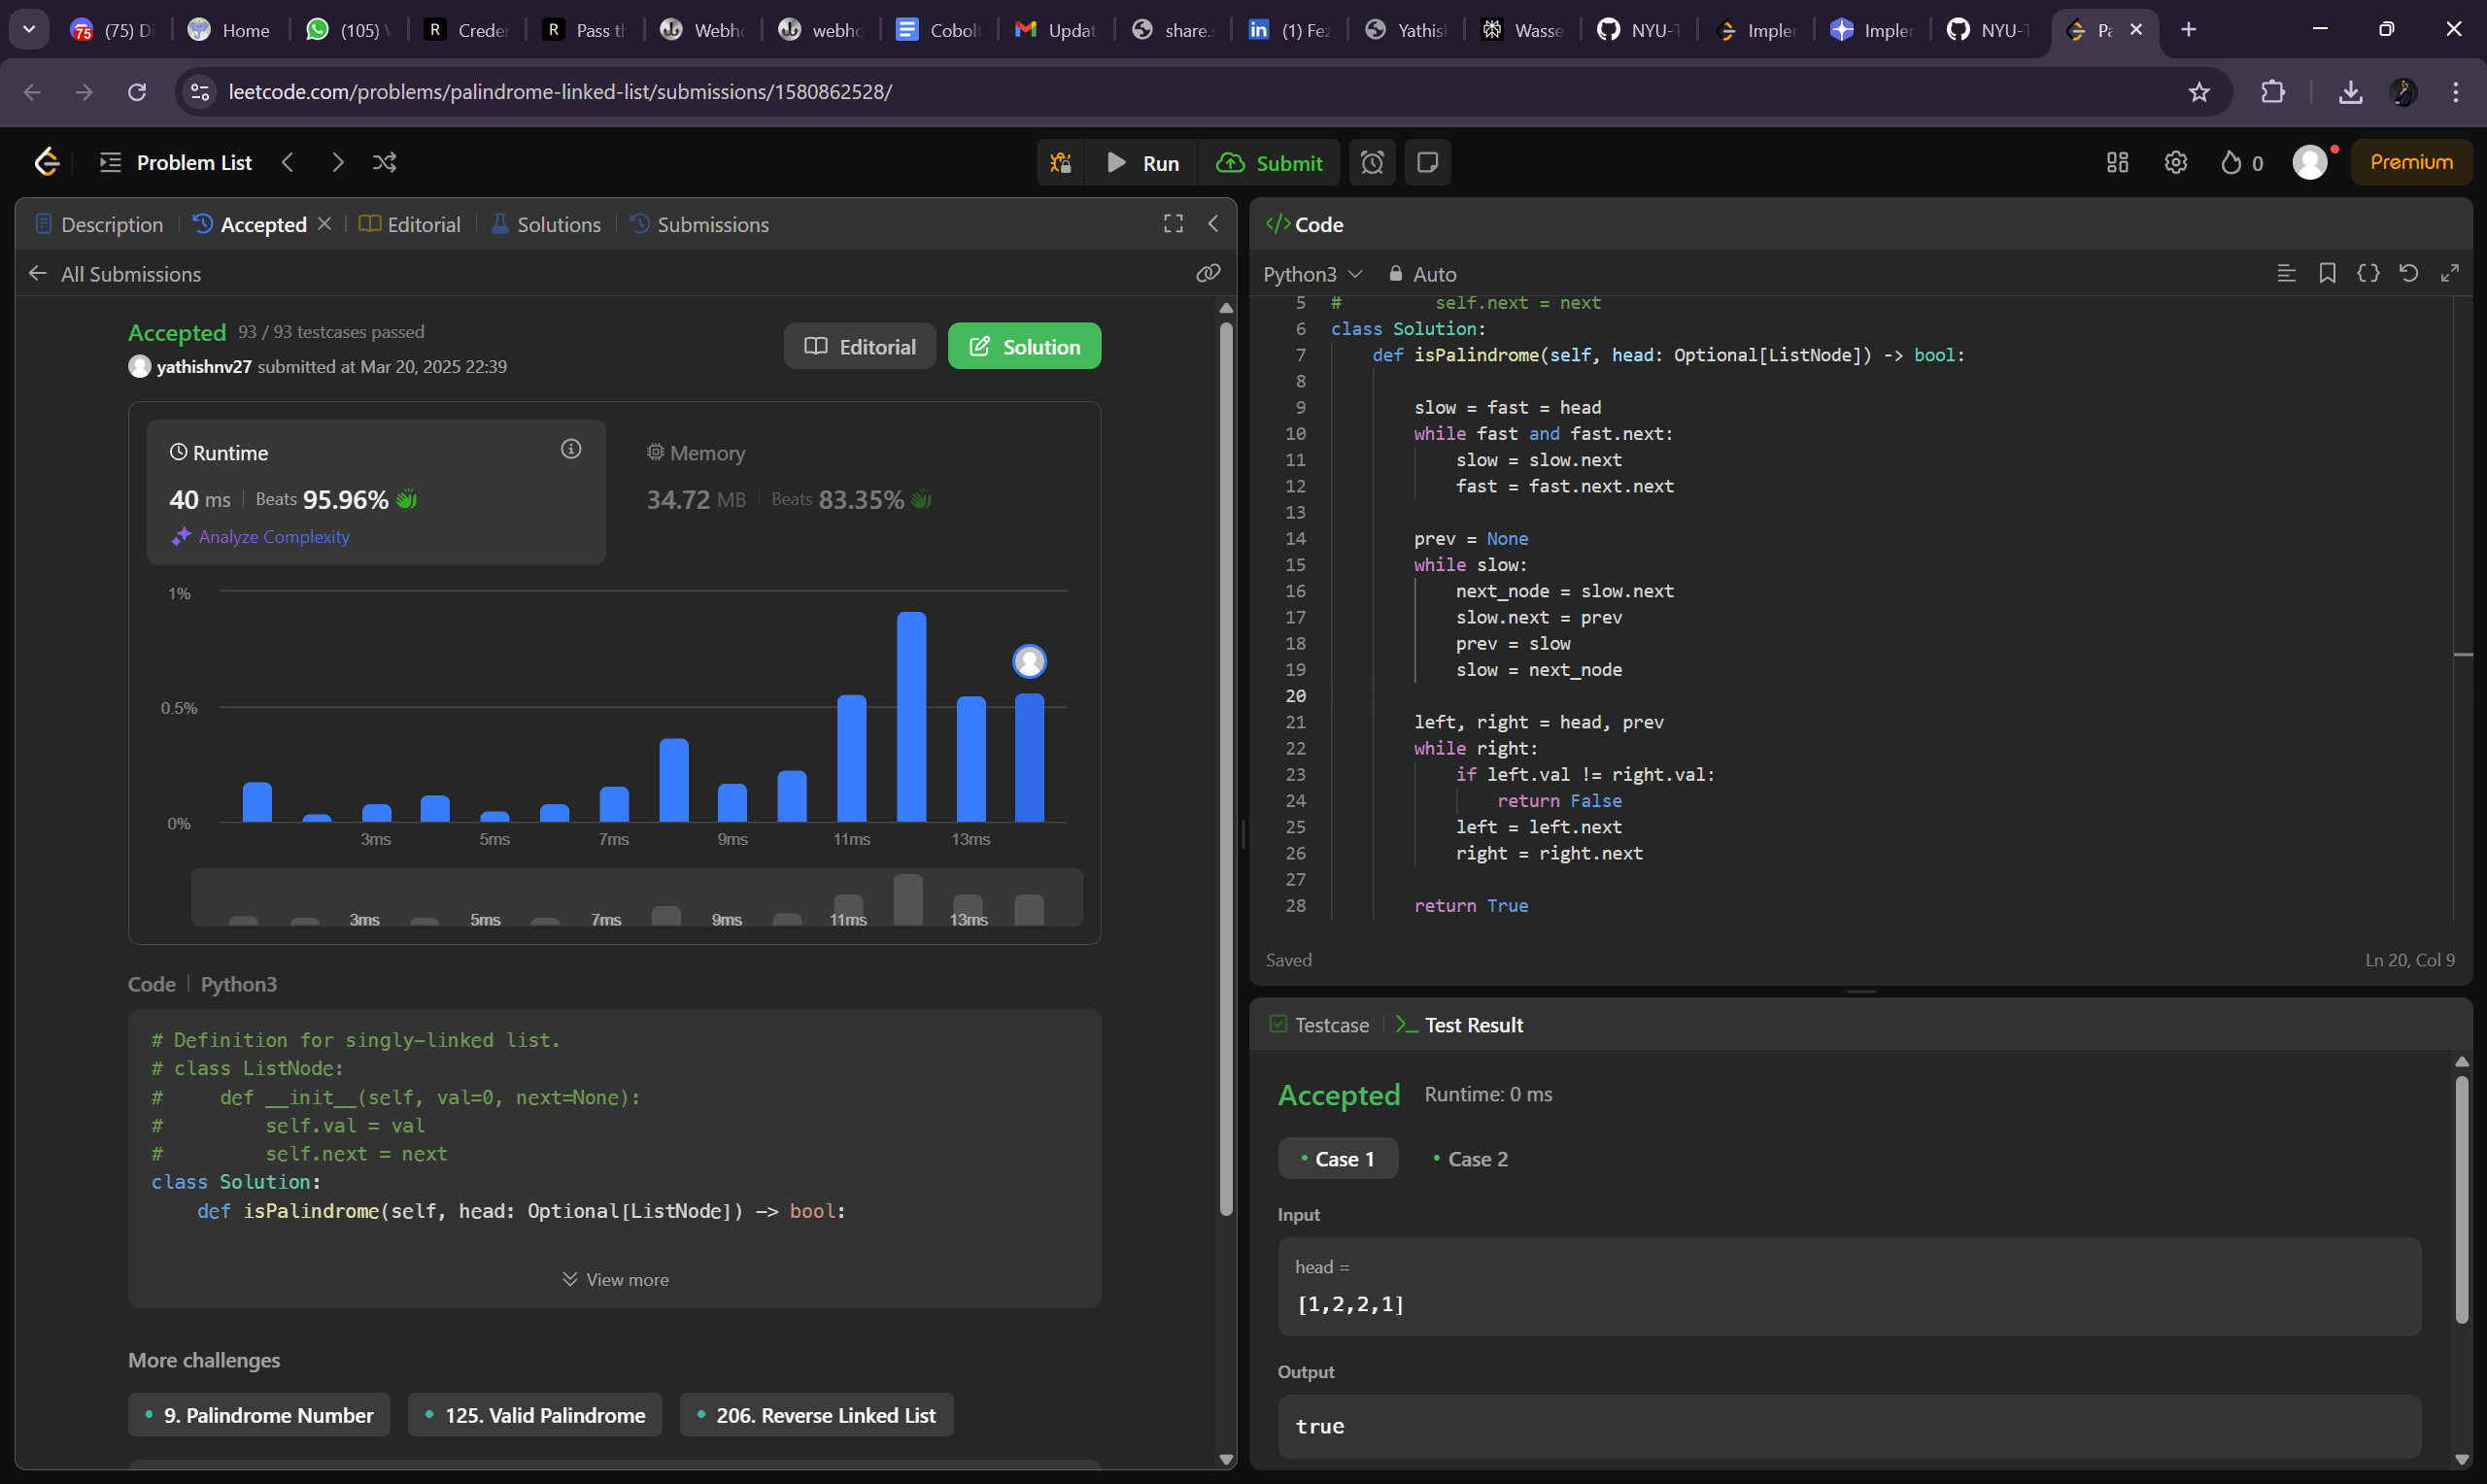 75
(75) Di
Home
(105) \
R
Creder
R
Pass th
Webho
webho
Cobolt
Updat
share.
in
(1) Fez
Yathish
Wasse
NYU-T
Impler
Impler
NYU-T
Pa
leetcode.com/problems/palindrome-linked-list/submissions/1580862528/
Problem List
Run
Submit
0
Premium
Description
Accepted
Editorial
Solutions
Submissions
All Submissions
Accepted 93 / 93 testcases passed
yathishnv27 submitted at Mar 20, 2025 22:39
Editorial
Solution
Runtime
40 ms Beats 95.96%
Analyze Complexity
Memory
34.72 MB Beats 83.35%
1%
0.5%
0%
3ms 5ms 7ms 9ms 11ms 13ms
3ms 5ms 7ms 9ms 11ms 13ms
Code | Python3
# Definition for singly-linked list.
# class ListNode:
#     def __init__(self, val=0, next=None):
#         self.val = val
#         self.next = next
class Solution:
    def isPalindrome(self, head: Optional[ListNode]) -> bool:
View more
More challenges
9. Palindrome Number
125. Valid Palindrome
206. Reverse Linked List
</> Code
Python3
Auto
5 #         self.next = next
6 class Solution:
7     def isPalindrome(self, head: Optional[ListNode]) -> bool:
8
9         slow = fast = head
10         while fast and fast.next:
11             slow = slow.next
12             fast = fast.next.next
13
14         prev = None
15         while slow:
16             next_node = slow.next
17             slow.next = prev
18             prev = slow
19             slow = next_node
20
21         left, right = head, prev
22         while right:
23             if left.val != right.val:
24                 return False
25             left = left.next
26             right = right.next
27
28         return True
Saved
Ln 20, Col 9
Testcase
Test Result
Accepted Runtime: 0 ms
Case 1
Case 2
Input
head =
[1,2,2,1]
Output
true